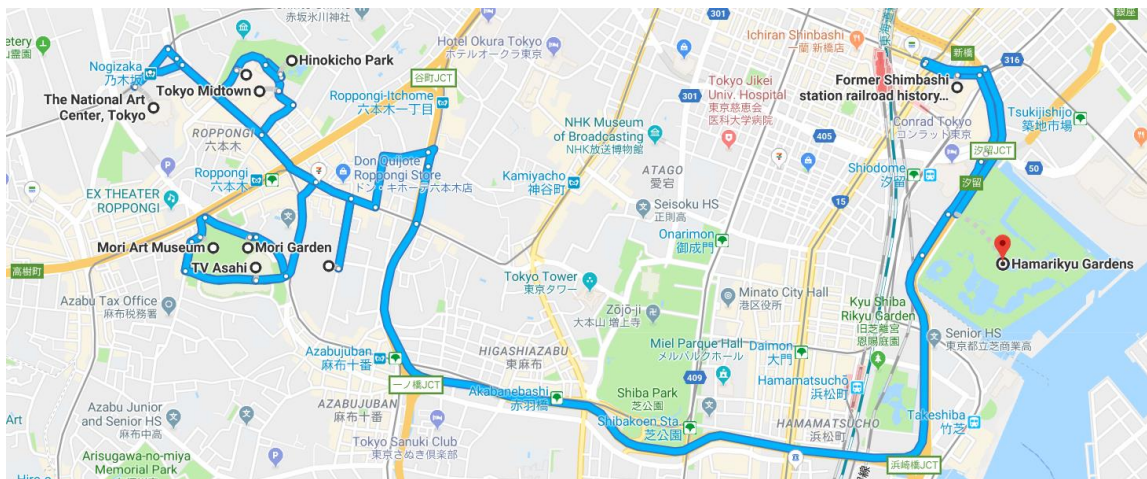 赤坂氷川神社
301
Ichiran Shinbashi
一蘭 新橋店
新橋
316
銀座
Hotel Okura Tokyo
ホテルオークラ東京
etery
Nogizaka
乃木坂
Hinokicho Park
Tokyo Midtown
谷町JCT
The National Art
Center, Tokyo
Roppongi-Itchome
六本木一丁目
301
Tokyo Jikei
Univ. Hospital
東京慈恵会
医科大学病院
Former Shimbashi
station railroad history...
Tsukijishijo
築地市場
ROPPONGI
六本木
NHK Museum
of Broadcasting
NHK放送博物館
405
Conrad Tokyo
コンラッド東京
汐留JCT
Roppongi
六本木
Don Quijote
Roppongi Store
ドン・キホーテ六本木店
Kamiyacho
神谷町
ATAGO
愛宕
Shiodome
汐留
汐留
50
EX THEATER
ROPPONGI
Seisoku HS
正則高
15
Mori Art Museum
Mori Garden
TV Asahi
Onarimon
御成門
Hamarikyu Gardens
高樹町
Tokyo Tower
東京タワー
Azabu Tax Office
麻布税務署
Zōjō-ji
大本山 増上寺
Minato City Hall
港区役所
Kyu Shiba
Rikyu Garden
旧芝離宮
恩賜庭園
Senior HS
東京都立芝商業高
Azabujuban
麻布十番
HIGASHIAZABU
東麻布
Miel Parque Hall
メルパルクホール
Daimon
大門
一ノ橋JCT
Akabanebashi
赤羽橋
409
Shiba Park
芝公園
Hamamatsuchō
浜松町
Art
Azabu Junior
and Senior HS
麻布中高
AZABUJUBAN
麻布十番
Shibakoen Sta.
芝公園
HAMAMATSUCHO
浜松町
Takeshiba
竹芝
Tokyo Sanuki Club
東京さぬき倶楽部
Arisugawa-no-miya
Memorial Park
浜崎橋JCT